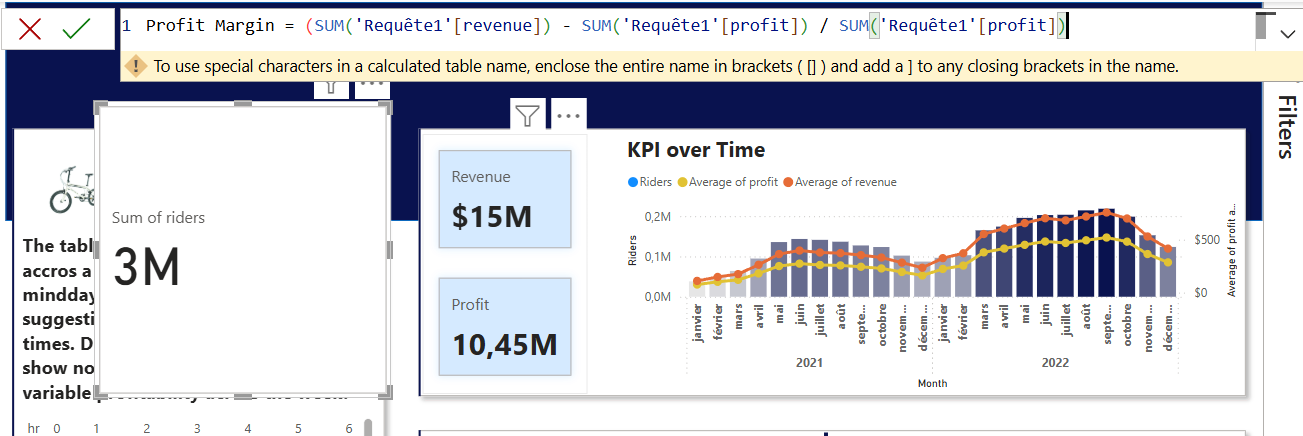 1 Profit Margin = (SUM('Requête1'[revenue]) - SUM('Requête1'[profit]) / SUM('Requête1'[profit])
To use special characters in a calculated table name, enclose the entire name in brackets ( [] ) and add a ] to any closing brackets in the name.
Filters
Sum of riders
3M
The tabl
accros a
mindday
suggesti
times. D
show no
variable
hr 0 1 2 3 4 5 6
Revenue
$15M
Profit
10,45M
KPI over Time
Riders Average of profit Average of revenue
0,2M
0,1M
0,0M
Riders
$500
$0
Average of profit a...
janvier février mars avril mai juin juillet août septe... octobre novem... décem... janvier février mars avril mai juin juillet août septe... octobre novem... décem...
2021 2022
Month